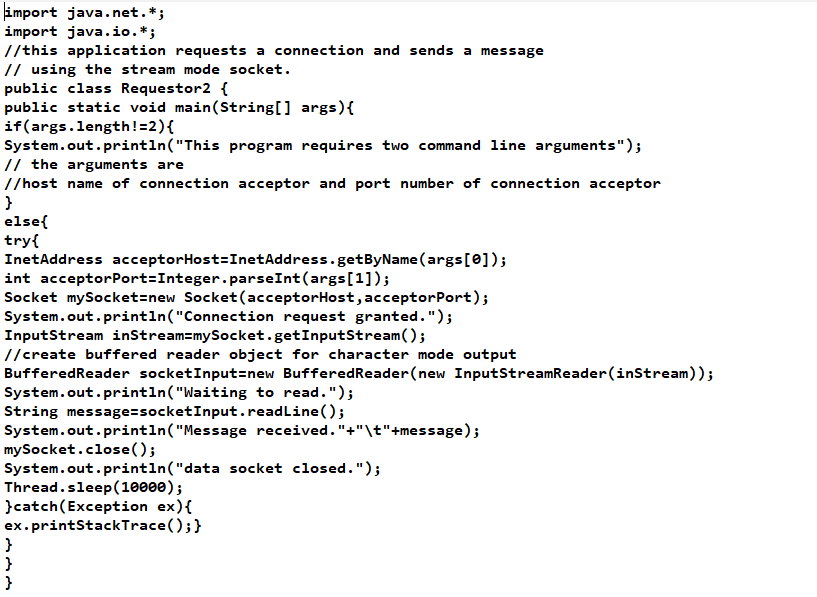 import java.net.*;
import java.io.*;
//this application requests a connection and sends a message
// using the stream mode socket.
public class Requestor2 {
public static void main(String[] args){
if(args.length!=2){
System.out.println("This program requires two command line arguments");
// the arguments are
//host name of connection acceptor and port number of connection acceptor
}
else{
try{
InetAddress acceptorHost=InetAddress.getByName(args[0]);
int acceptorPort=Integer.parseInt(args[1]);
Socket mySocket=new Socket(acceptorHost,acceptorPort);
System.out.println("Connection request granted.");
InputStream inStream=mySocket.getInputStream();
//create buffered reader object for character mode output
BufferedReader socketInput=new BufferedReader(new InputStreamReader(inStream));
System.out.println("Waiting to read.");
String message=socketInput.readLine();
System.out.println("Message received."+"\t"+message);
mySocket.close();
System.out.println("data socket closed.");
Thread.sleep(10000);
}catch(Exception ex){
ex.printStackTrace();}
}
}
}